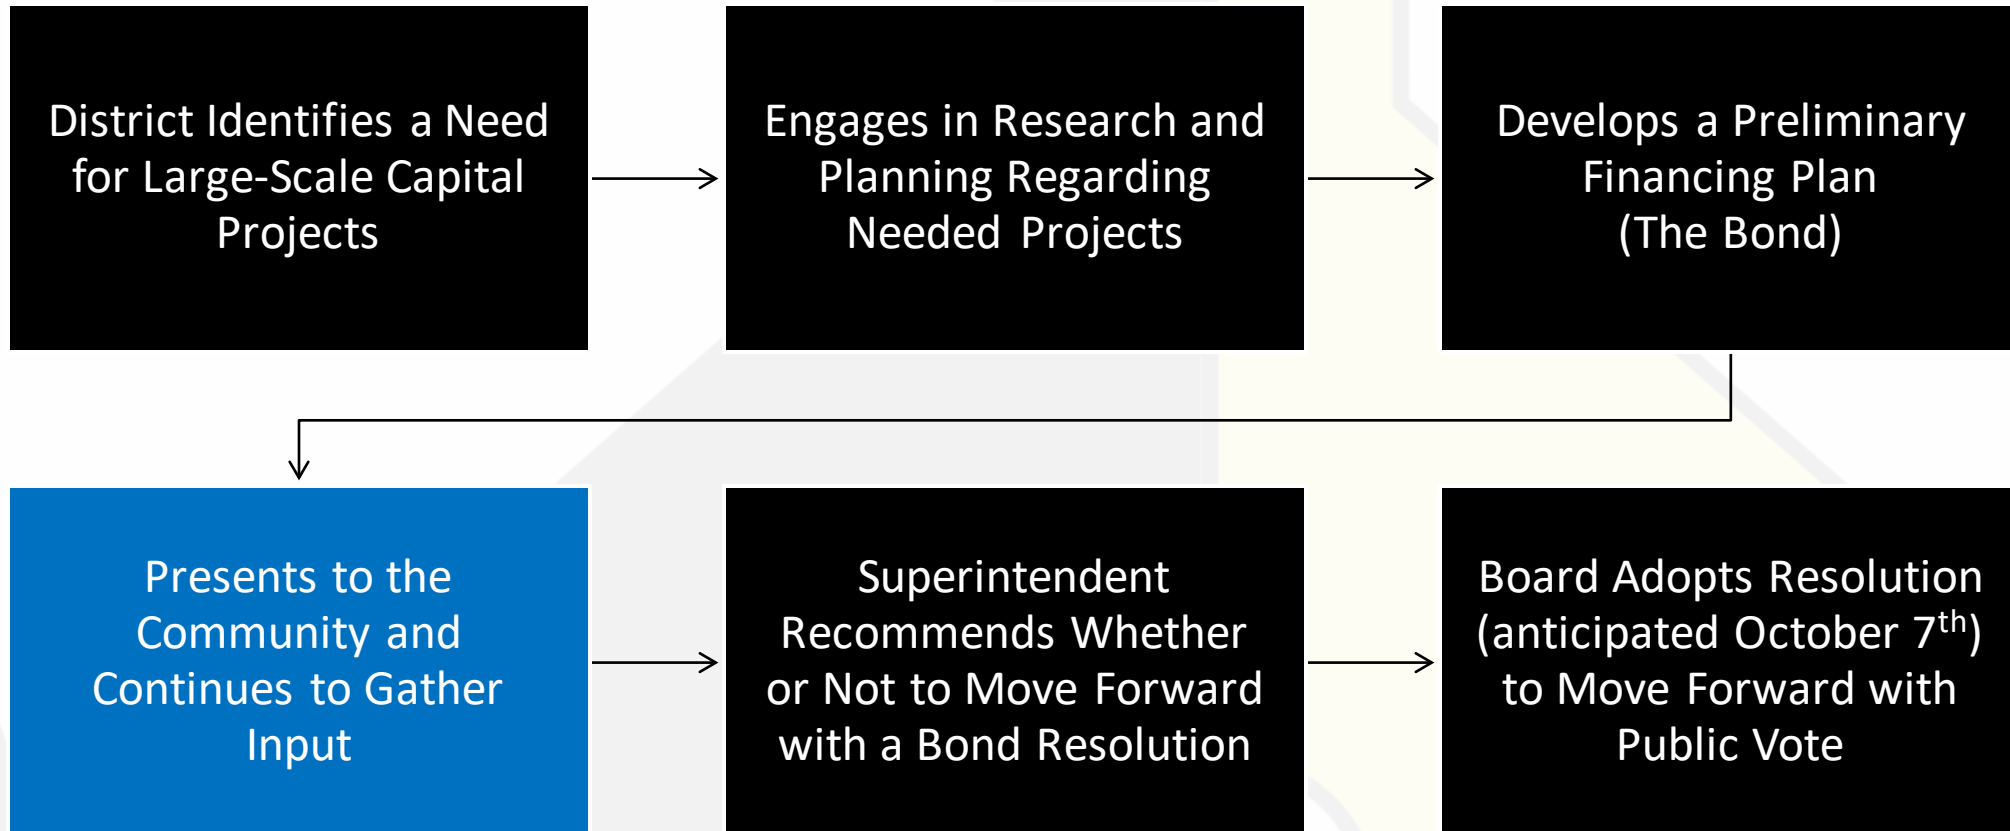 District Identifies a Need
for Large-Scale Capital
Projects
Engages in Research and
Planning Regarding
Needed Projects
Develops a Preliminary
Financing Plan
(The Bond)
Presents to the
Community and
Continues to Gather
Input
Superintendent
Recommends Whether
or Not to Move Forward
with a Bond Resolution
Board Adopts Resolution
(anticipated October 7th)
to Move Forward with
Public Vote